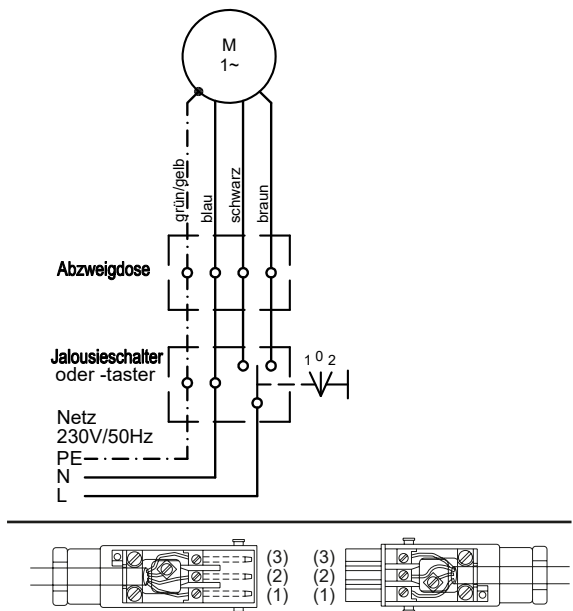 M
1~
grün/gelb
blau
schwarz
braun
Abzweigdose
Jalousieschalter
oder -taster
1 0 2
Netz
230V/50Hz
PE
N
L
(3) (3)
(2) (2)
(1) (1)